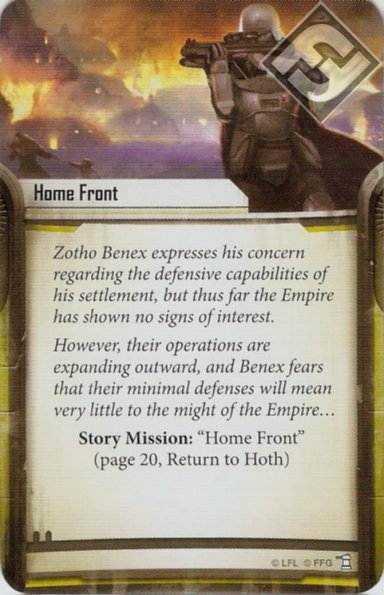 Home Front
Zotho Benex expresses his concern
regarding the defensive capabilities of
his settlement, but thus far the Empire
has shown no signs of interest.
However, their operations are
expanding outward, and Benex fears
that their minimal defenses will mean
very little to the might of the Empire…
Story Mission: “Home Front”
(page 20, Return to Hoth)
© LFL © FFG